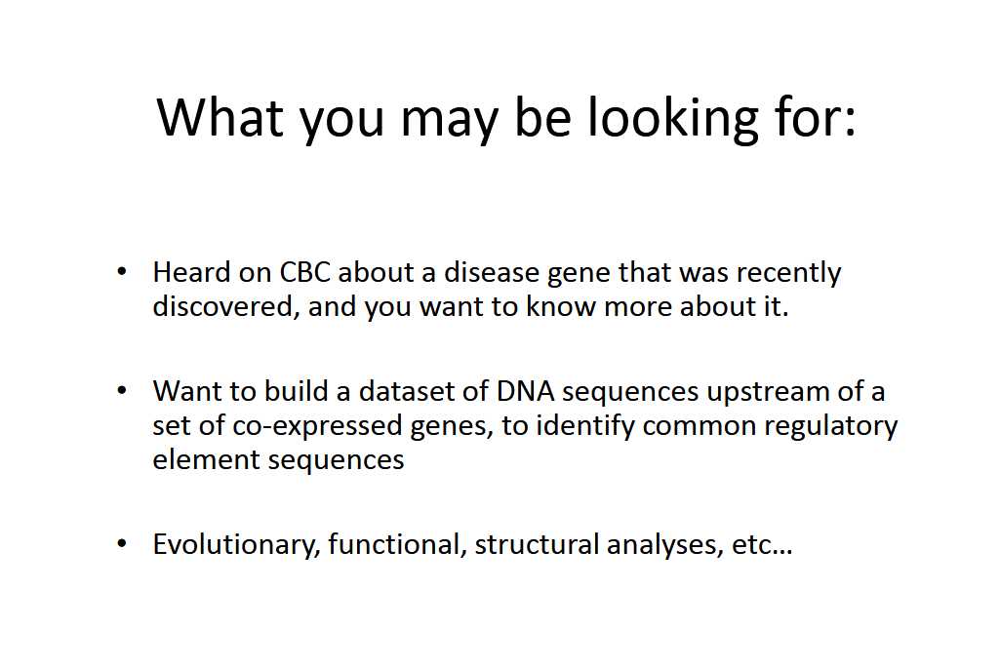 What you may be looking for:
• Heard on CBC about a disease gene that was recently
discovered, and you want to know more about it.
• Want to build a dataset of DNA sequences upstream of a
set of co-expressed genes, to identify common regulatory
element sequences
• Evolutionary, functional, structural analyses, etc…